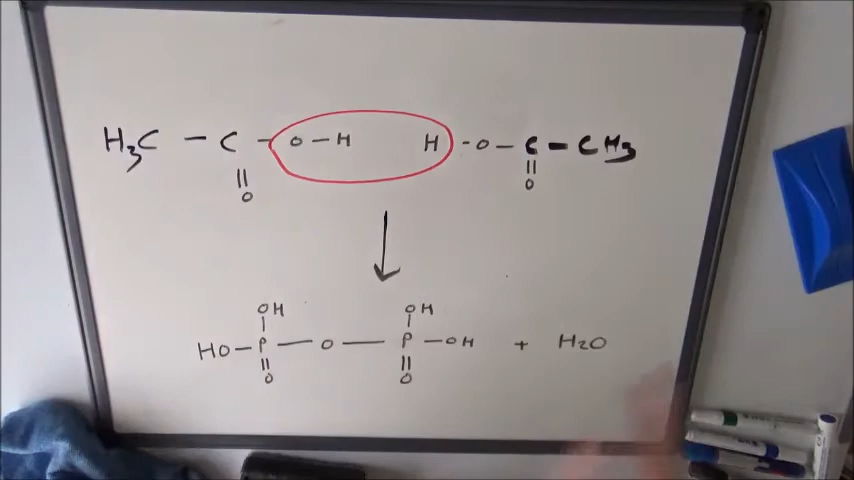 H₃C — C — O — H H - O — C — CH₃
|| ||
O O
OH OH
| |
HO — P — O — P — OH + H₂O
|| ||
O O